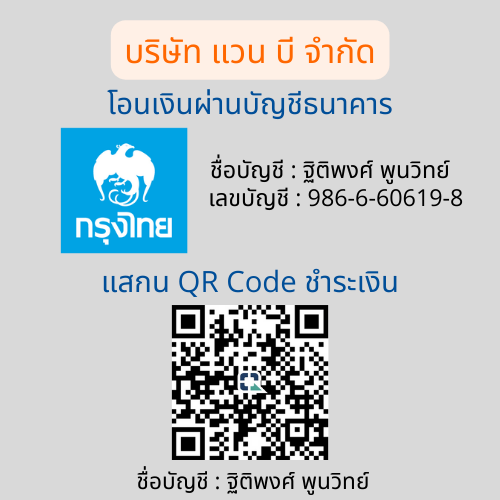 บริษัท แวน บี จำกัด
โอนเงินผ่านบัญชีธนาคาร
กรุงไทย
ชื่อบัญชี : ฐิติพงศ์ พูนวิทย์
เลขบัญชี : 986-6-60619-8
แสกน QR Code ชำระเงิน
ชื่อบัญชี : ฐิติพงศ์ พูนวิทย์